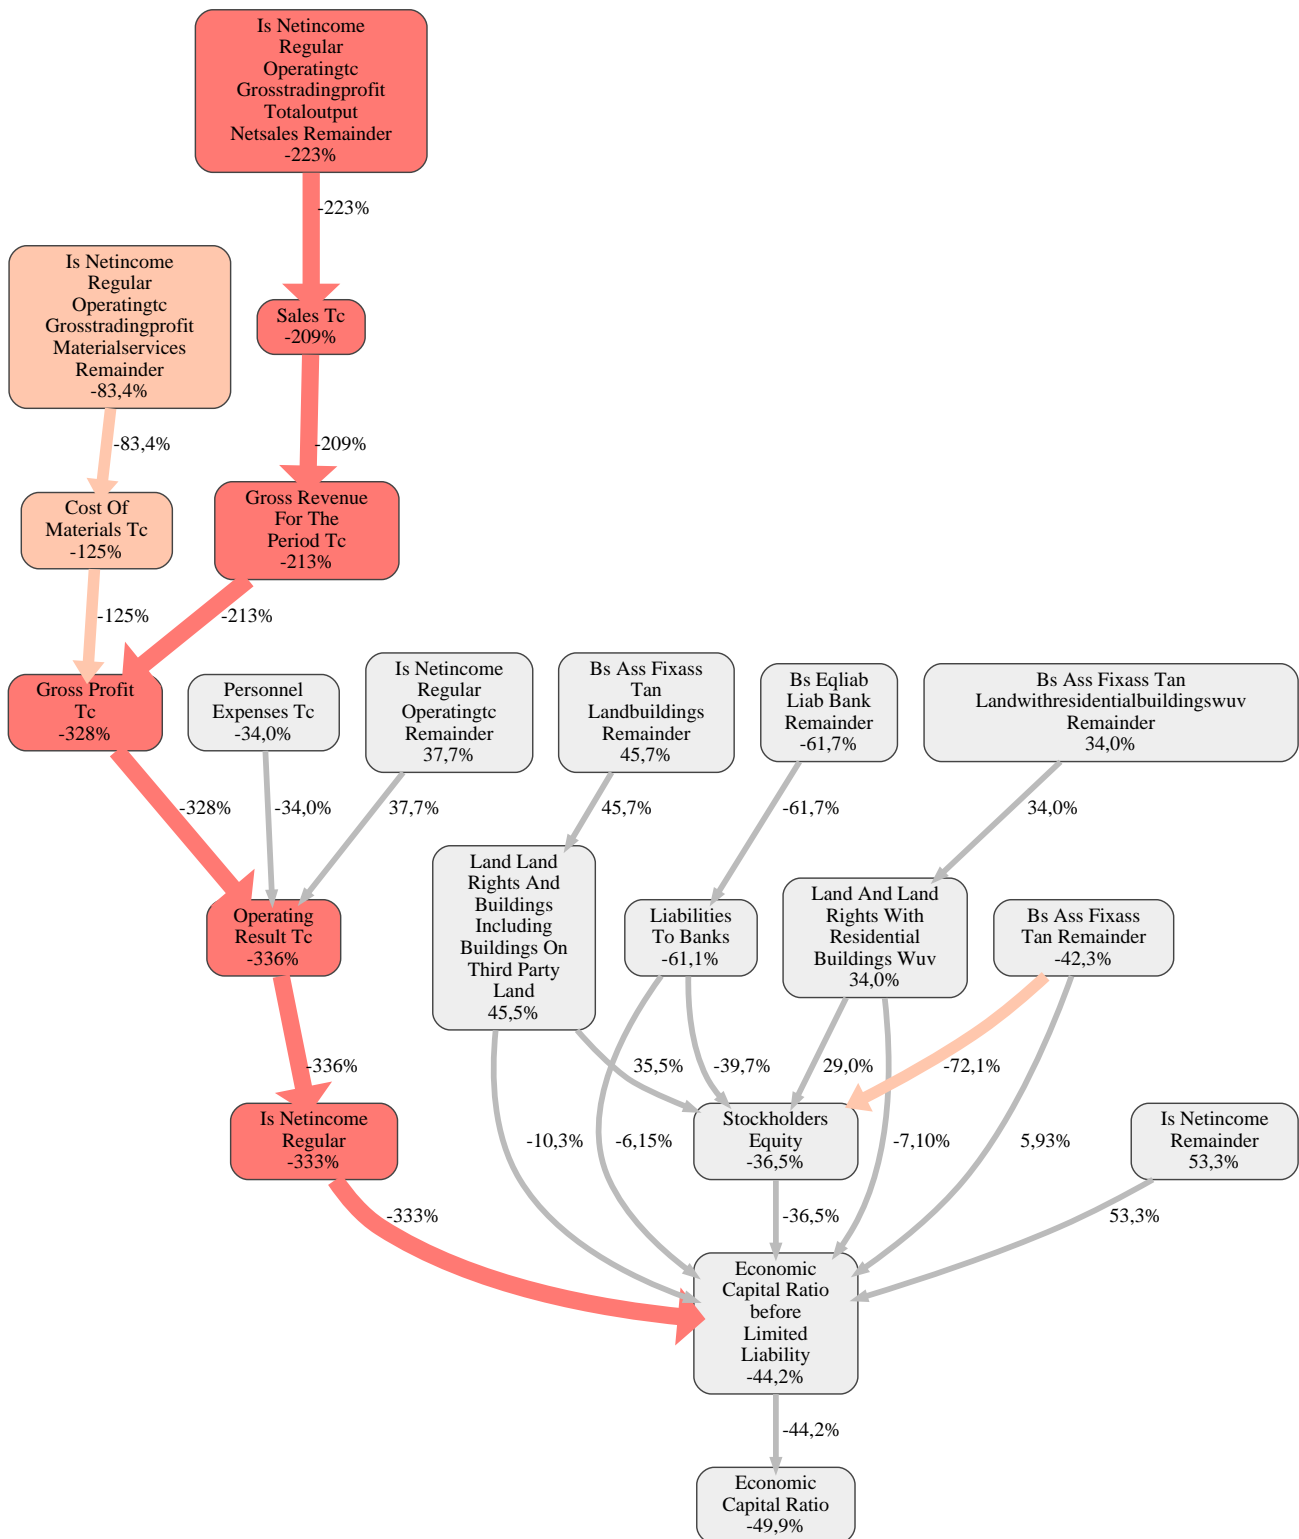 Is Netincome
Regular
Operatingtc
Grosstradingprofit
Totaloutput
Netsales Remainder
-223%
-223%
Is Netincome
Regular
Operatingtc
Grosstradingprofit
Materialservices
Remainder
-83,4%
Sales Tc
-209%
-83,4%
-209%
Cost Of
Materials Tc
-125%
Gross Revenue
For The
Period Tc
-213%
-125%
-213%
Gross Profit
Tc
-328%
Personnel
Expenses Tc
-34,0%
Is Netincome
Regular
Operatingtc
Remainder
37,7%
Bs Ass Fixass
Tan
Landbuildings
Remainder
45,7%
Bs Eqliab
Liab Bank
Remainder
-61,7%
Bs Ass Fixass Tan
Landwithresidentialbuildingswuv
Remainder
34,0%
-328%
-34,0%
37,7%
45,7%
-61,7%
34,0%
Operating
Result Tc
-336%
Land Land
Rights And
Buildings
Including
Buildings On
Third Party
Land
45,5%
Liabilities
To Banks
-61,1%
Land And Land
Rights With
Residential
Buildings Wuv
34,0%
Bs Ass Fixass
Tan Remainder
-42,3%
-336%
35,5%
-39,7%
29,0%
-72,1%
Is Netincome
Regular
-333%
-10,3%
-6,15%
Stockholders
Equity
-36,5%
-7,10%
5,93%
Is Netincome
Remainder
53,3%
-333%
-36,5%
53,3%
Economic
Capital Ratio
before
Limited
Liability
-44,2%
-44,2%
Economic
Capital Ratio
-49,9%